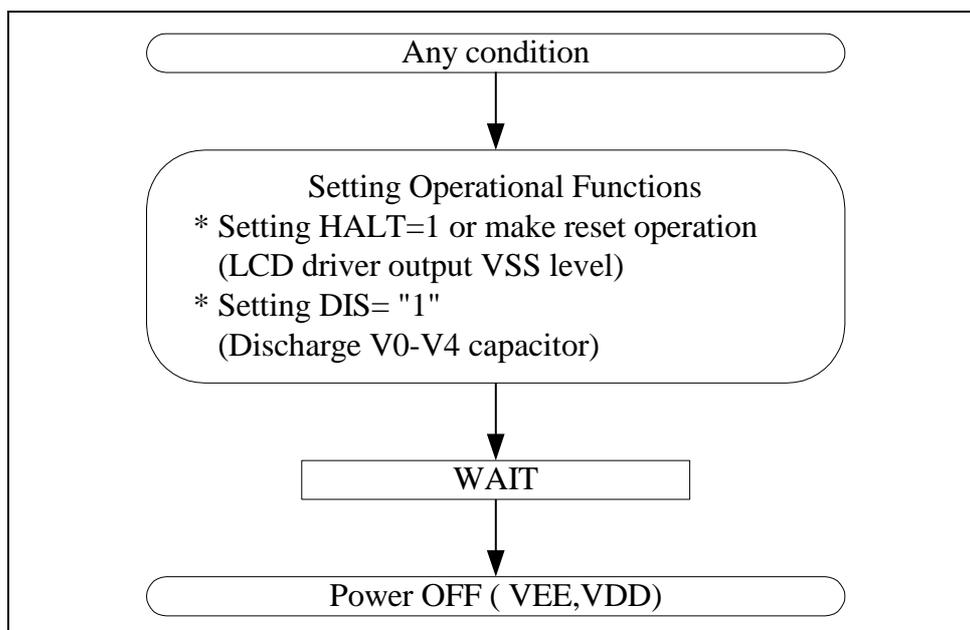 Any condition
Setting Operational Functions
* Setting HALT=1 or make reset operation
(LCD driver output VSS level)
* Setting DIS= "1"
(Discharge V0-V4 capacitor)
WAIT
Power OFF ( VEE,VDD)